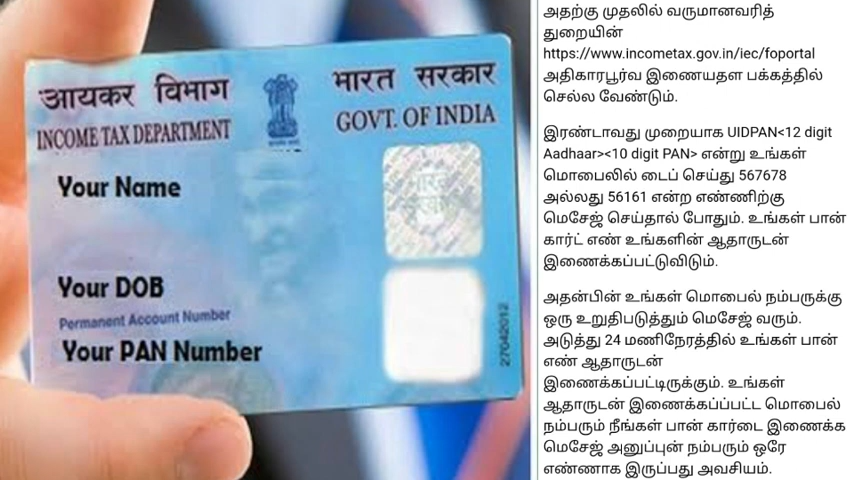 आयकर विभाग
INCOME TAX DEPARTMENT
भारत सरकार
GOVT. OF INDIA
Your Name
Your DOB
Permanent Account Number
Your PAN Number
27042012
அதற்கு முதலில் வருமானவரித்
துறையின்
https://www.incometax.gov.in/iec/foportal
அதிகாரபூர்வ இணையதள பக்கத்தில்
செல்ல வேண்டும்.
இரண்டாவது முறையாக UIDPAN<12 digit
Aadhaar><10 digit PAN> என்று உங்கள்
மொபைலில் டைப் செய்து 567678
அல்லது 56161 என்ற எண்ணிற்கு
மெசேஜ் செய்தால் போதும். உங்கள் பான்
கார்ட் எண் உங்களின் ஆதாருடன்
இணைக்கப்பட்டுவிடும்.
அதன்பின் உங்கள் மொபைல் நம்பருக்கு
ஒரு உறுதிபடுத்தும் மெசேஜ் வரும்.
அடுத்து 24 மணிநேரத்தில் உங்கள் பான்
எண் ஆதாருடன்
இணைக்கப்பட்டிருக்கும். உங்கள்
ஆதாருடன் இணைக்கப்ப்பட்ட மொபைல்
நம்பரும் நீங்கள் பான் கார்டை இணைக்க
மெசேஜ் அனுப்புன் நம்பரும் ஒரே
எண்ணாக இருப்பது அவசியம்.